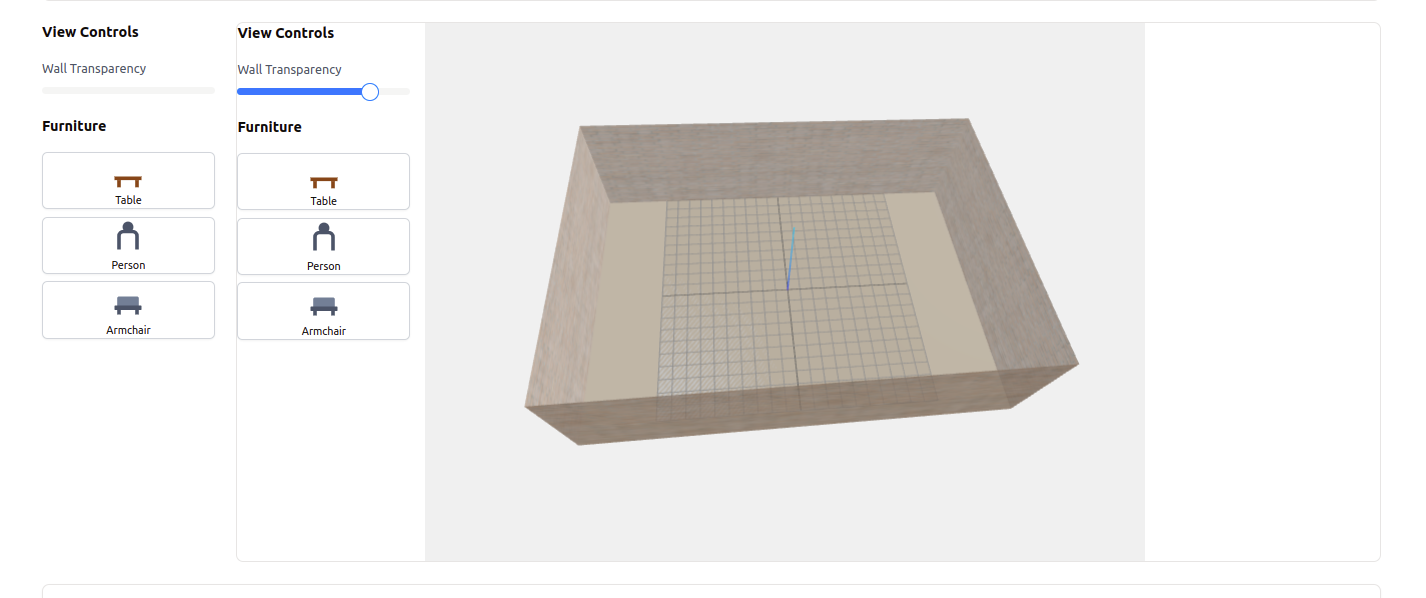 View Controls
Wall Transparency
Furniture
Table
Person
Armchair
View Controls
Wall Transparency
Furniture
Table
Person
Armchair